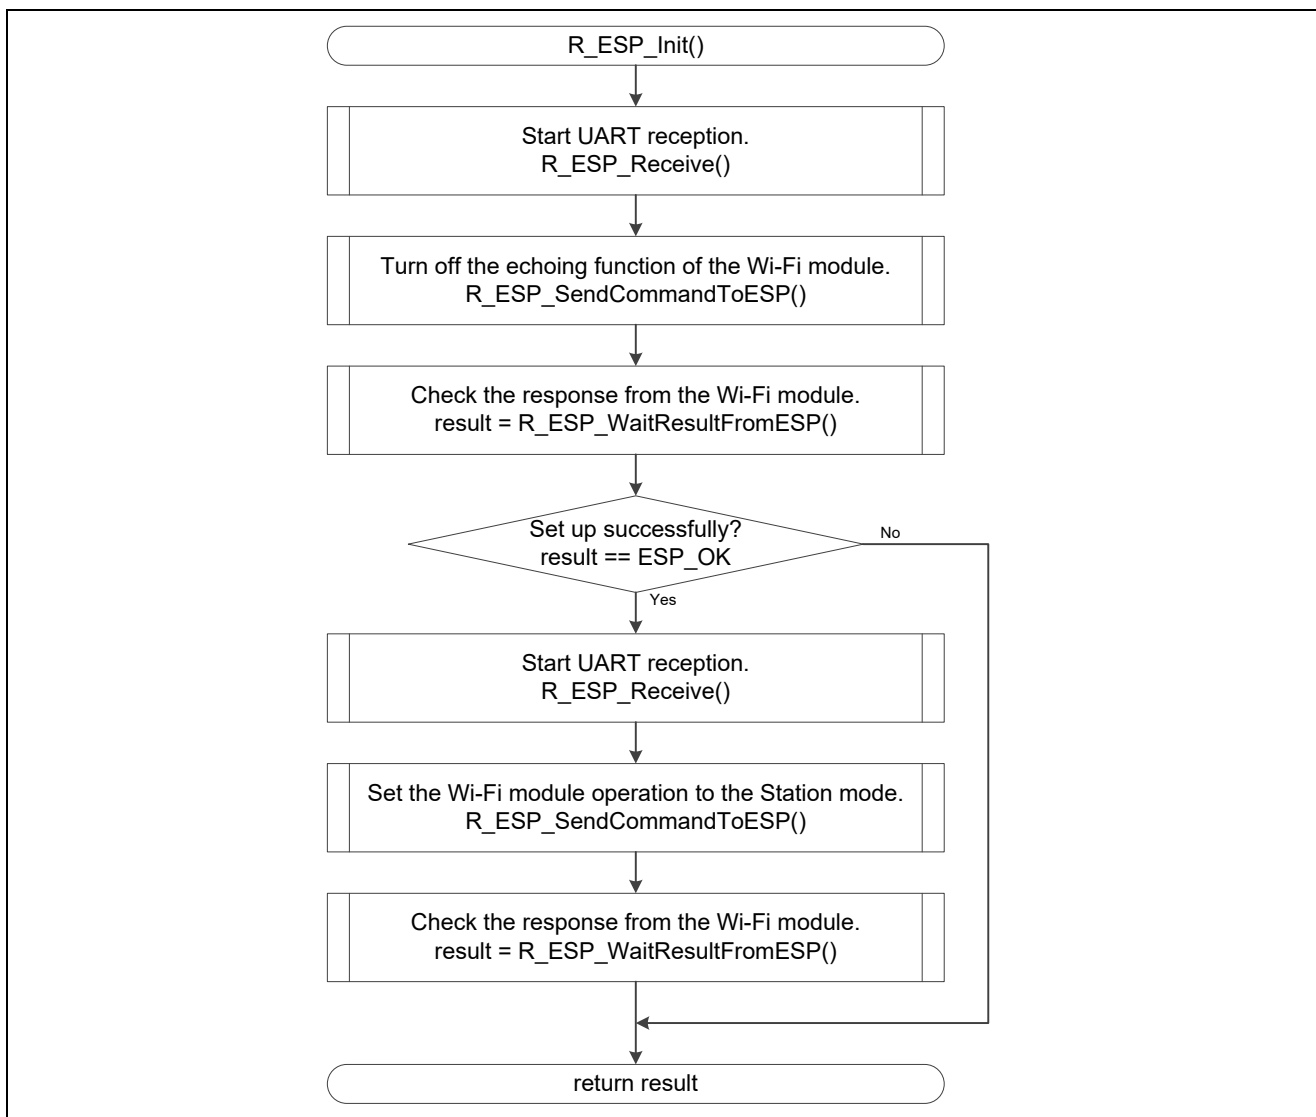 R_ESP_Init()
Start UART reception.
R_ESP_Receive()
Turn off the echoing function of the Wi-Fi module.
R_ESP_SendCommandToESP()
Check the response from the Wi-Fi module.
result = R_ESP_WaitResultFromESP()
Set up successfully?
result == ESP_OK
No
Yes
Start UART reception.
R_ESP_Receive()
Set the Wi-Fi module operation to the Station mode.
R_ESP_SendCommandToESP()
Check the response from the Wi-Fi module.
result = R_ESP_WaitResultFromESP()
return result